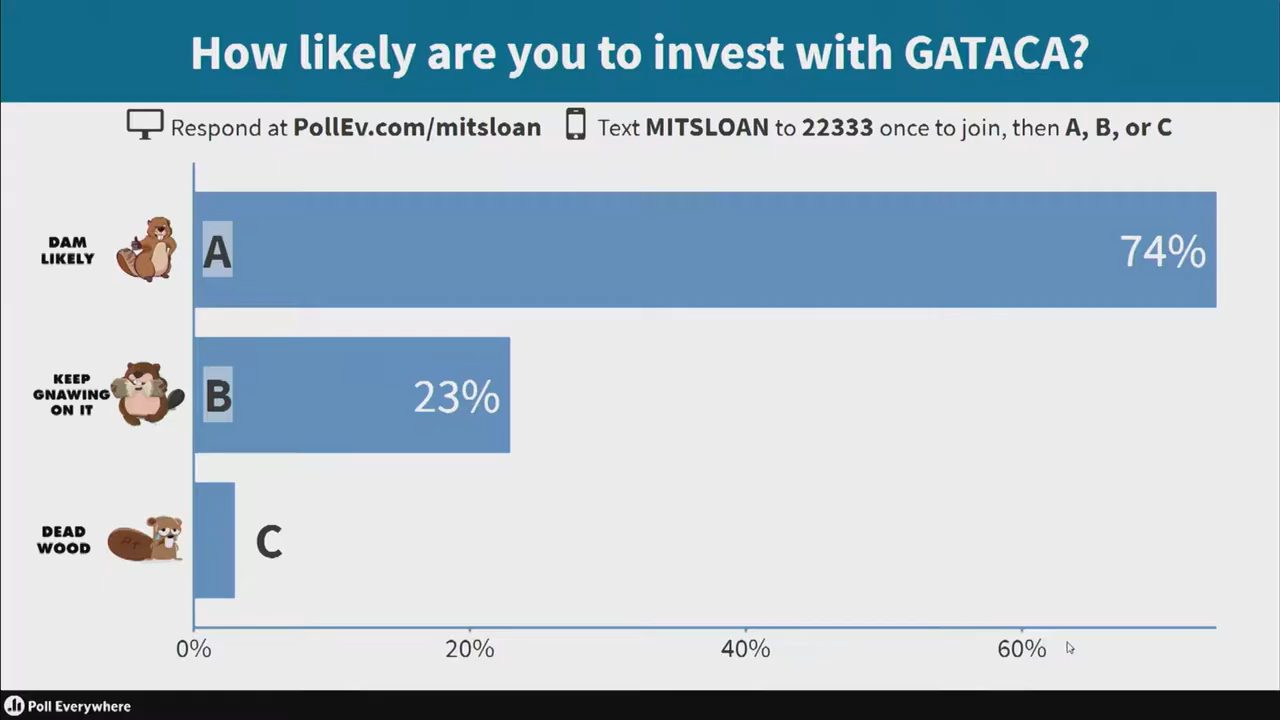 How likely are you to invest with GATACA?
Respond at PollEv.com/mitsloan Text MITSLOAN to 22333 once to join, then A, B, or C
DAM
LIKELY
A
74%
KEEP
GNAWING
ON IT
B
23%
DEAD
WOOD
C
0% 20% 40% 60%
Poll Everywhere